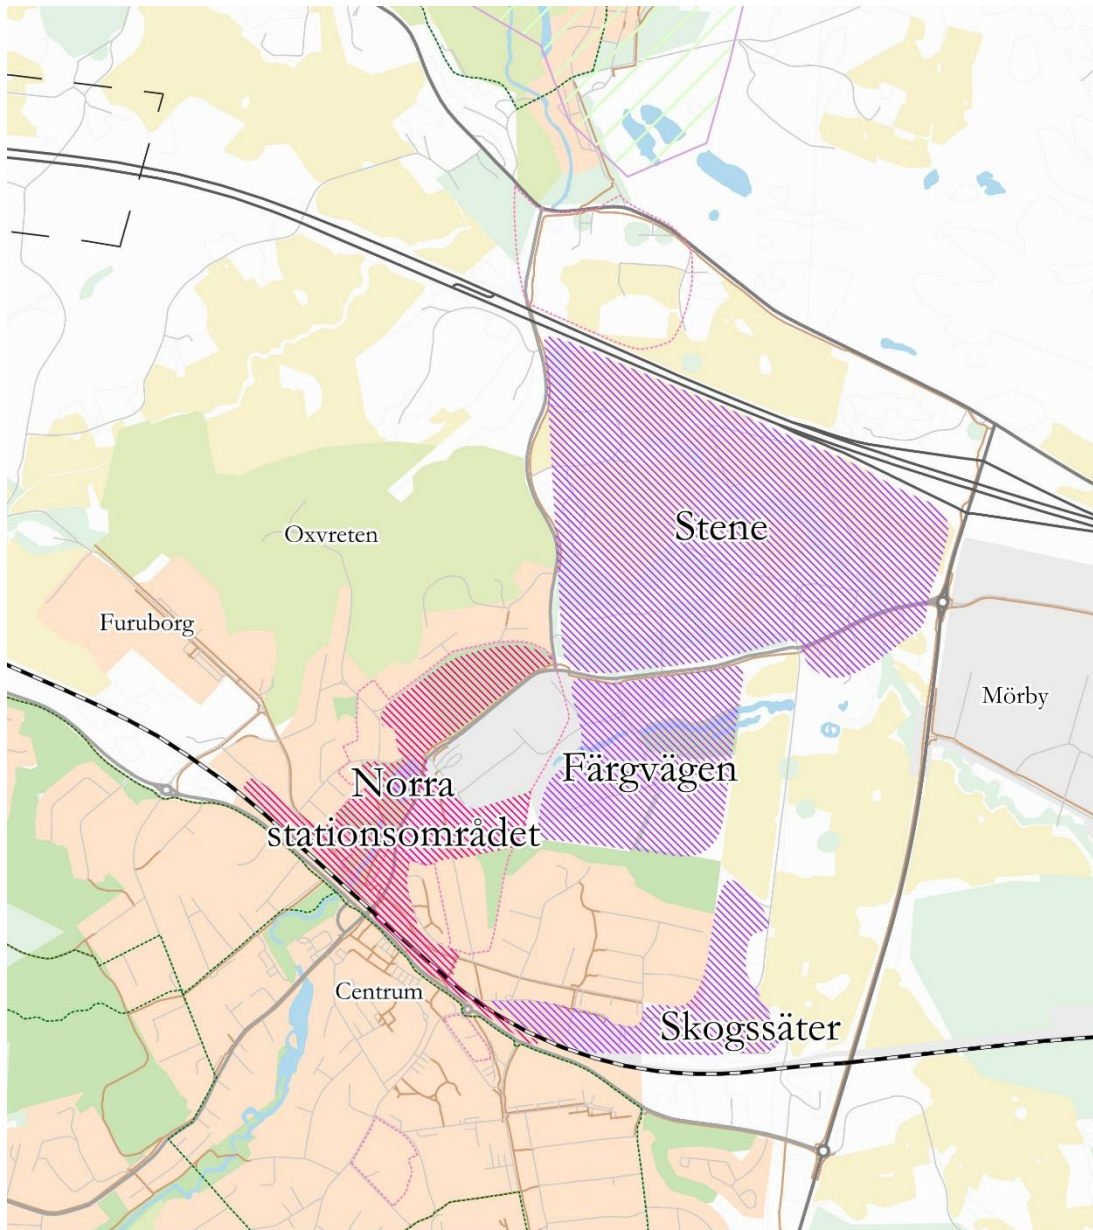 Stene
Oxvreten
Furuborg
Mörby
Färgvägen
Norra
stationsområdet
Centrum
Skogssäter